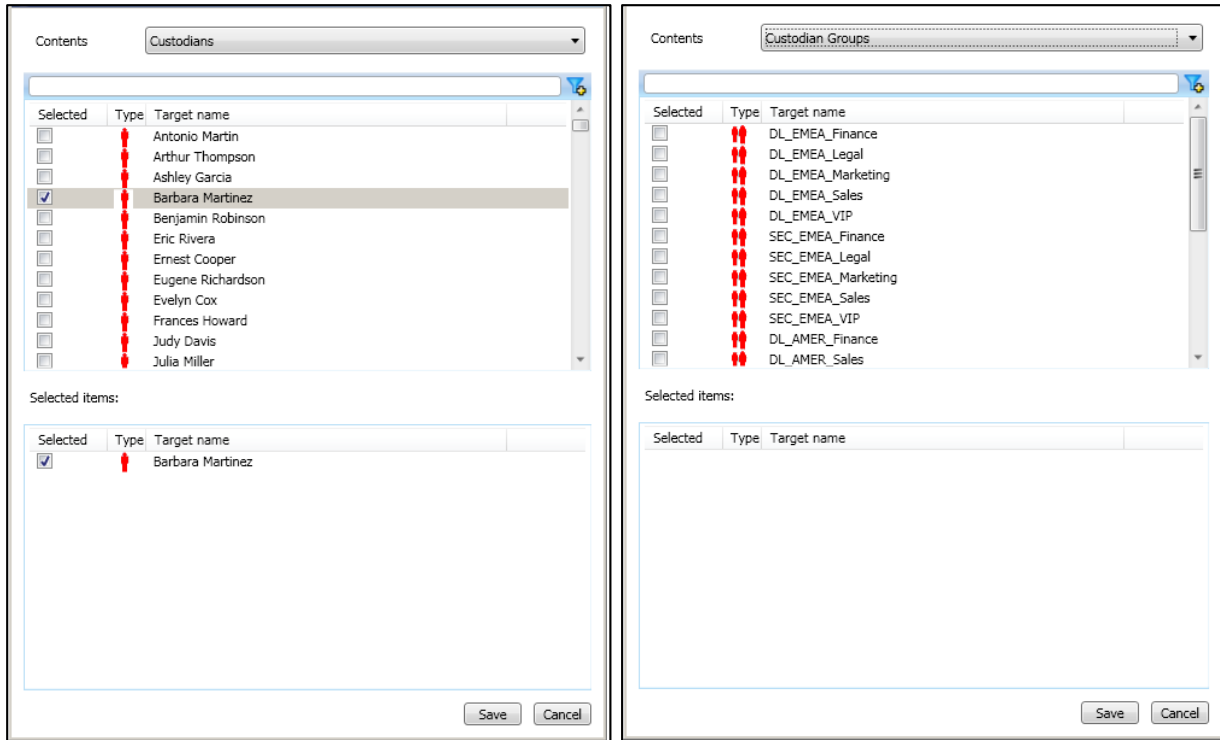 Contents Custodians
Selected Type Target name
Antonio Martin
Arthur Thompson
Ashley Garcia
Barbara Martinez
Benjamin Robinson
Eric Rivera
Ernest Cooper
Eugene Richardson
Evelyn Cox
Frances Howard
Judy Davis
Julia Miller
Selected items:
Selected Type Target name
Barbara Martinez
Save Cancel
Contents Custodian Groups
Selected Type Target name
DL_EMEA_Finance
DL_EMEA_Legal
DL_EMEA_Marketing
DL_EMEA_Sales
DL_EMEA_VIP
SEC_EMEA_Finance
SEC_EMEA_Legal
SEC_EMEA_Marketing
SEC_EMEA_Sales
SEC_EMEA_VIP
DL_AMER_Finance
DL_AMER_Sales
Selected items:
Selected Type Target name
Save Cancel